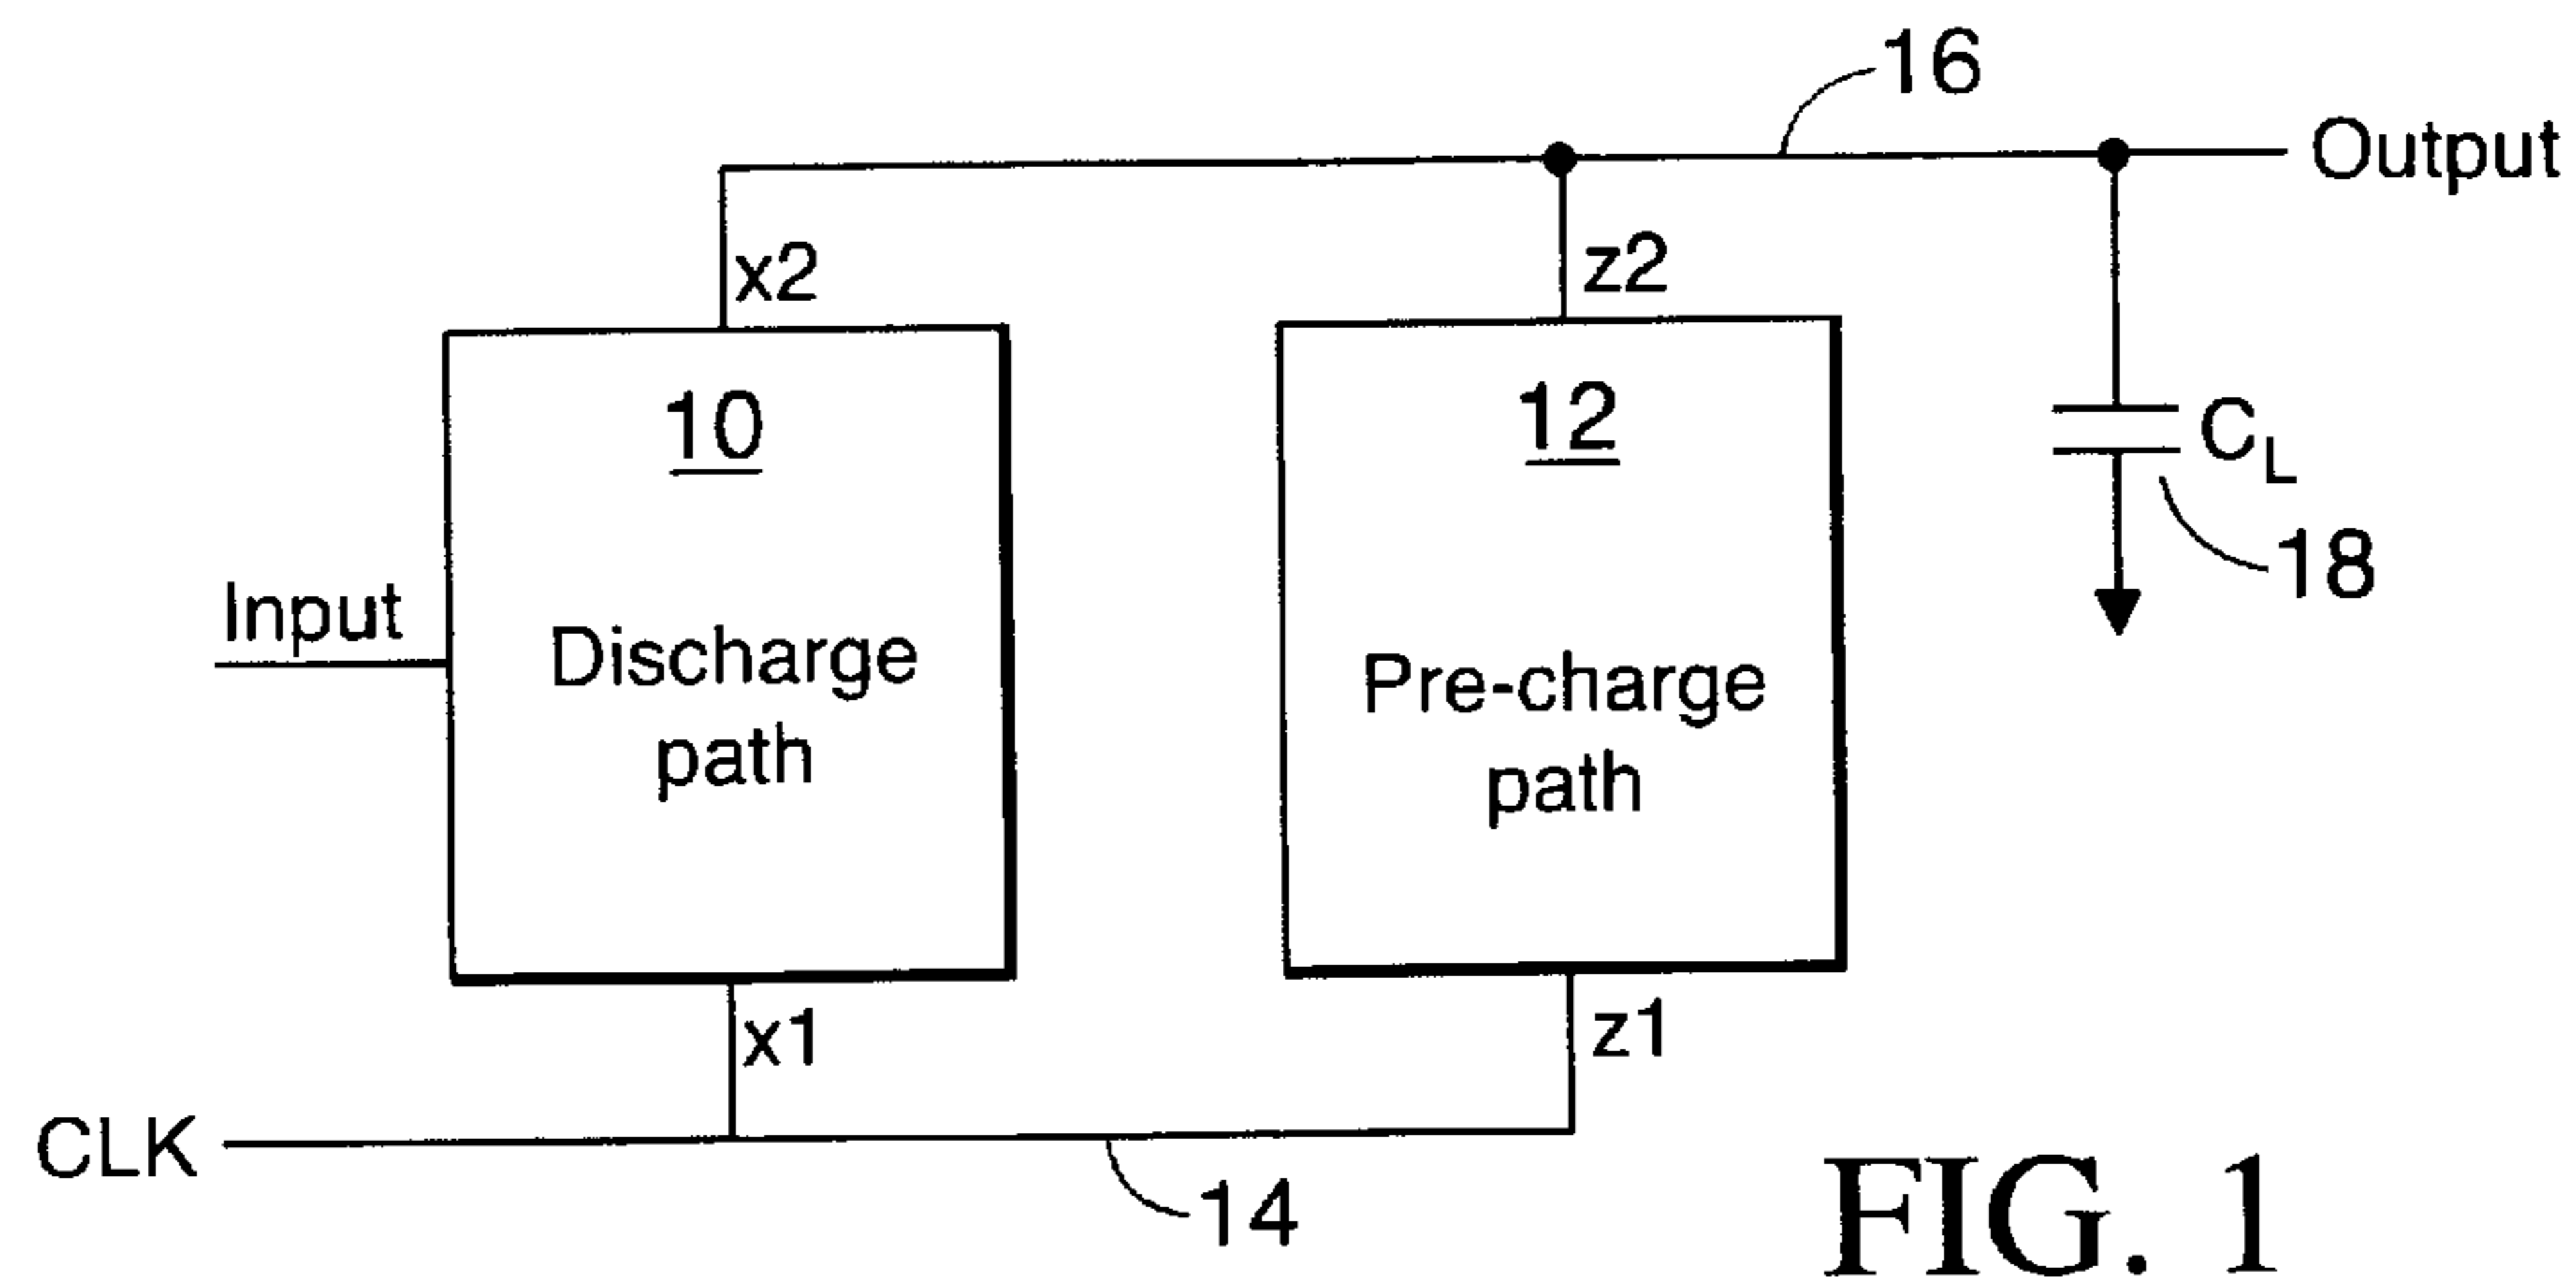 16
Output
x2
z2
10
12
C_L
18
Input
Discharge
path
Pre-charge
path
x1
z1
CLK
14
FIG. 1